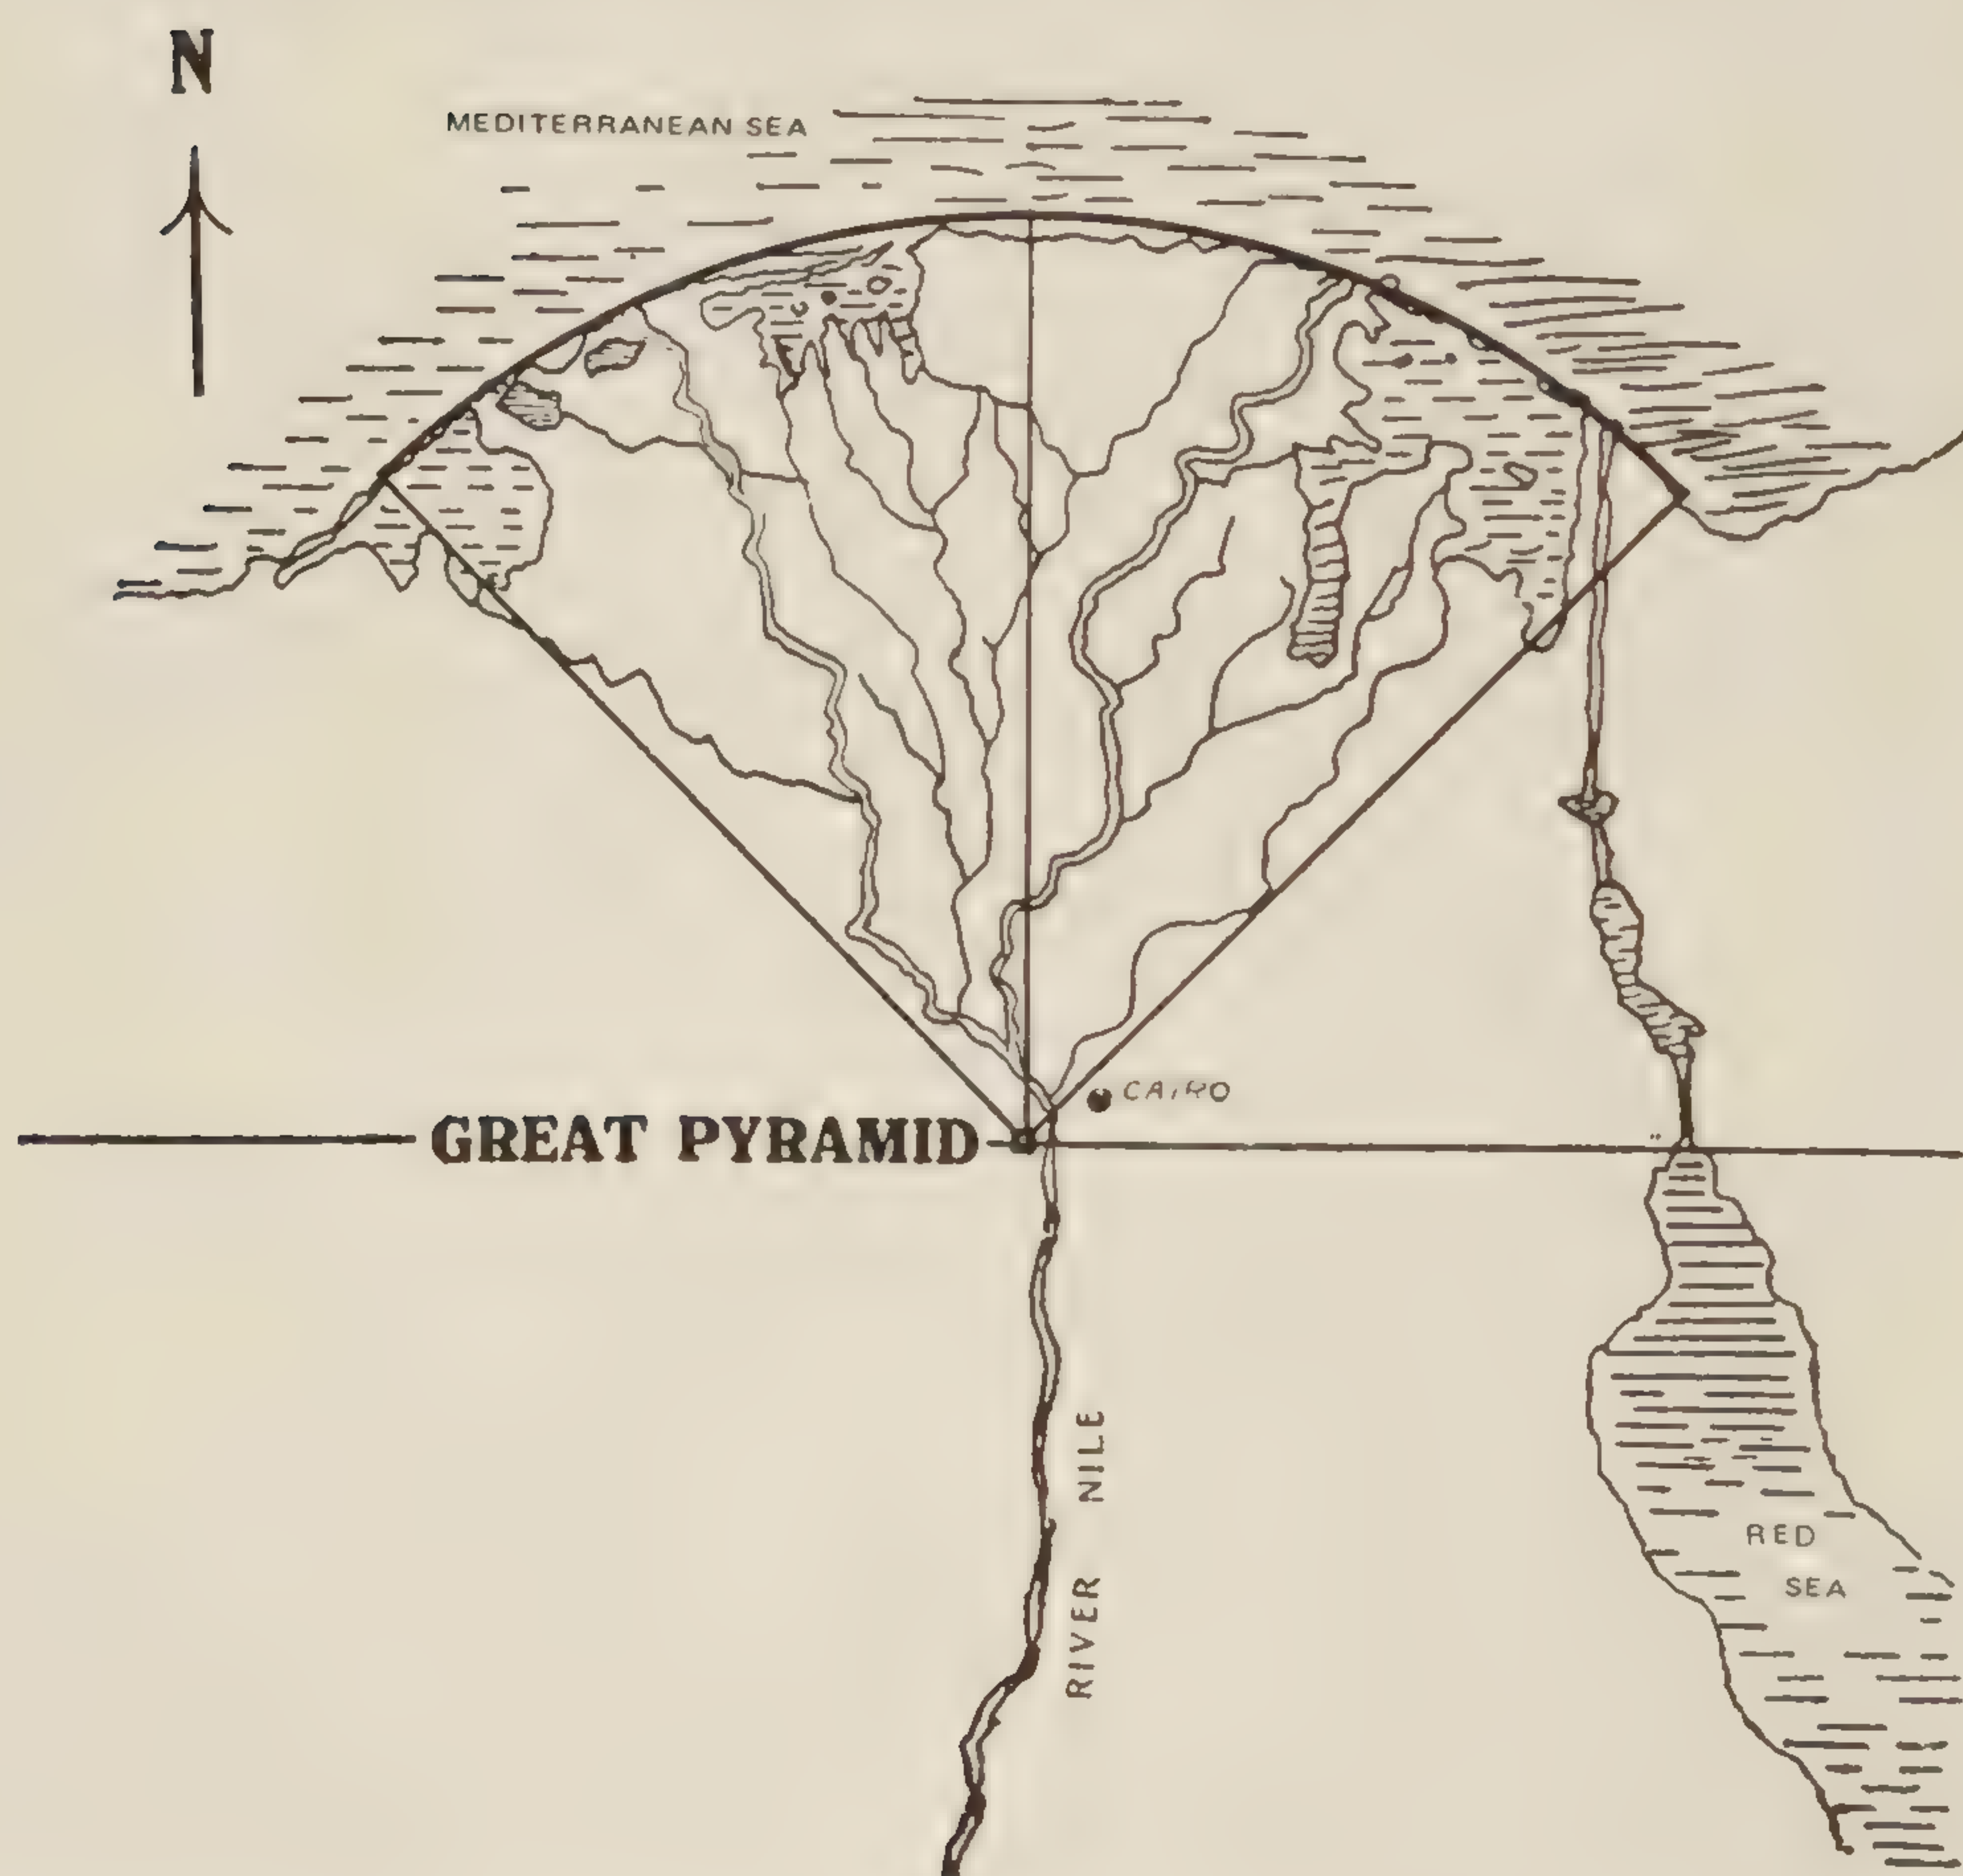 N
MEDITERRANEAN SEA
CAIRO
GREAT PYRAMID
RIVER NILE
RED
SEA